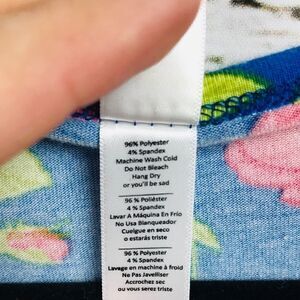 96% Polyester
4% Spandex
Machine Wash Cold
Do Not Bleach
Hang Dry
or you'll be sad
96 % Poliéster
4 % Spandex
Lavar A Máquina En Frío
No Usa Blanqueador
Cuelgue en seco
o estarás triste
96 % Polyester
4 % Spandex
Lavage en machine à froid
Ne Pas Javelliser
Accrochez sec
ou vous serez triste